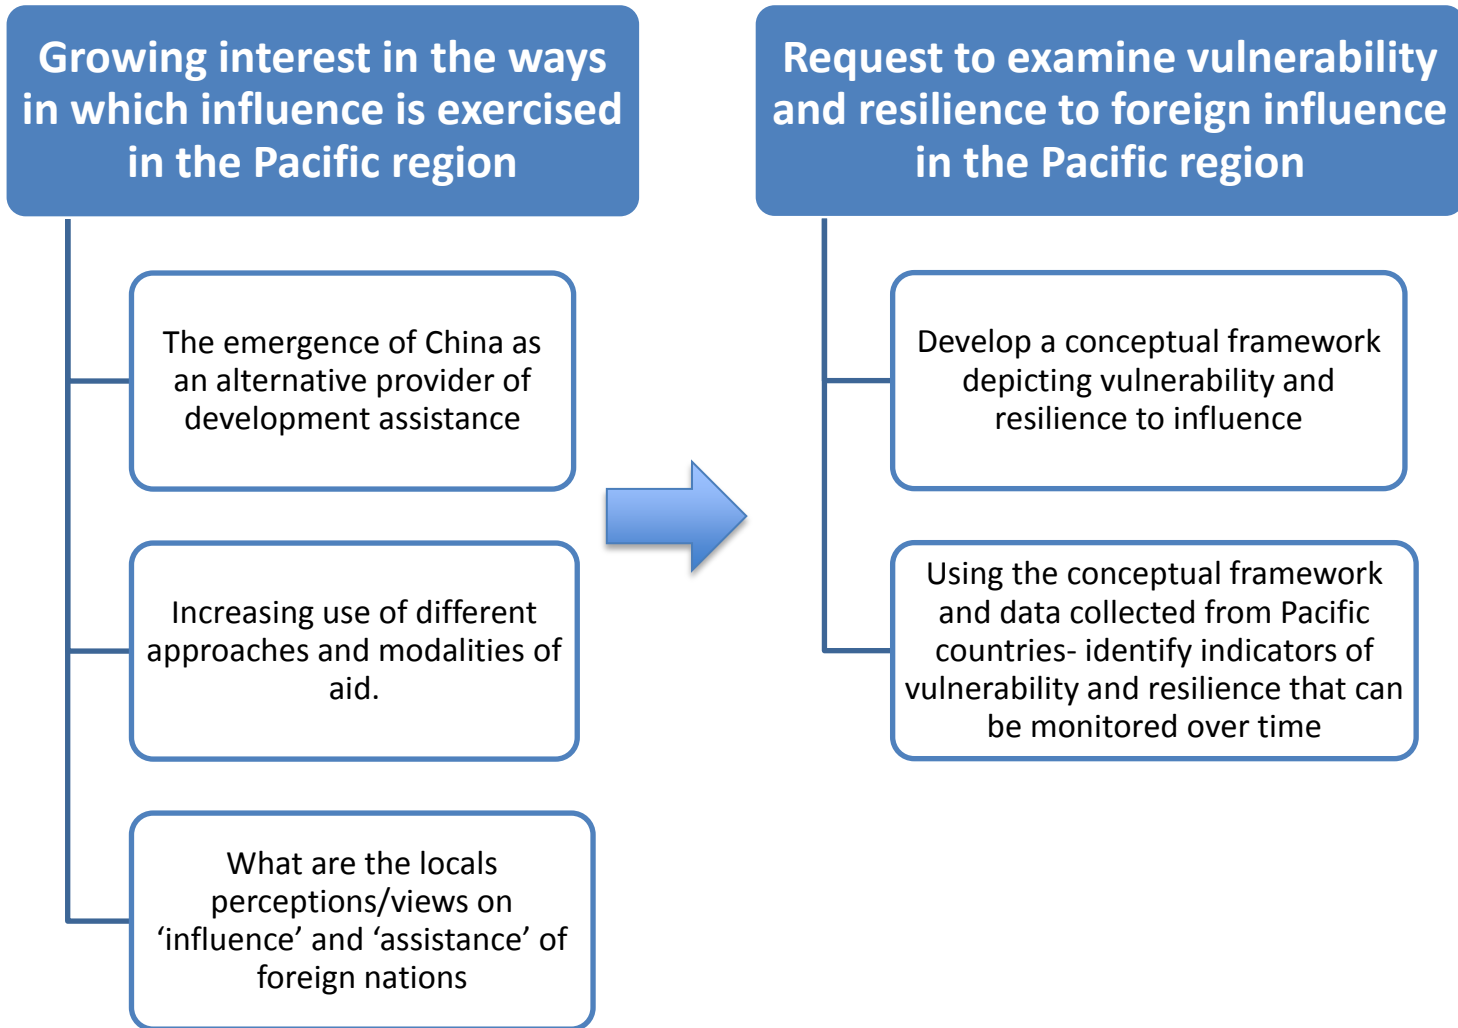 Growing interest in the ways
in which influence is exercised
in the Pacific region
The emergence of China as
an alternative provider of
development assistance
Increasing use of different
approaches and modalities of
aid.
What are the locals
perceptions/views on
‘influence’ and ‘assistance’ of
foreign nations
Request to examine vulnerability
and resilience to foreign influence
in the Pacific region
Develop a conceptual framework
depicting vulnerability and
resilience to influence
Using the conceptual framework
and data collected from Pacific
countries- identify indicators of
vulnerability and resilience that can
be monitored over time